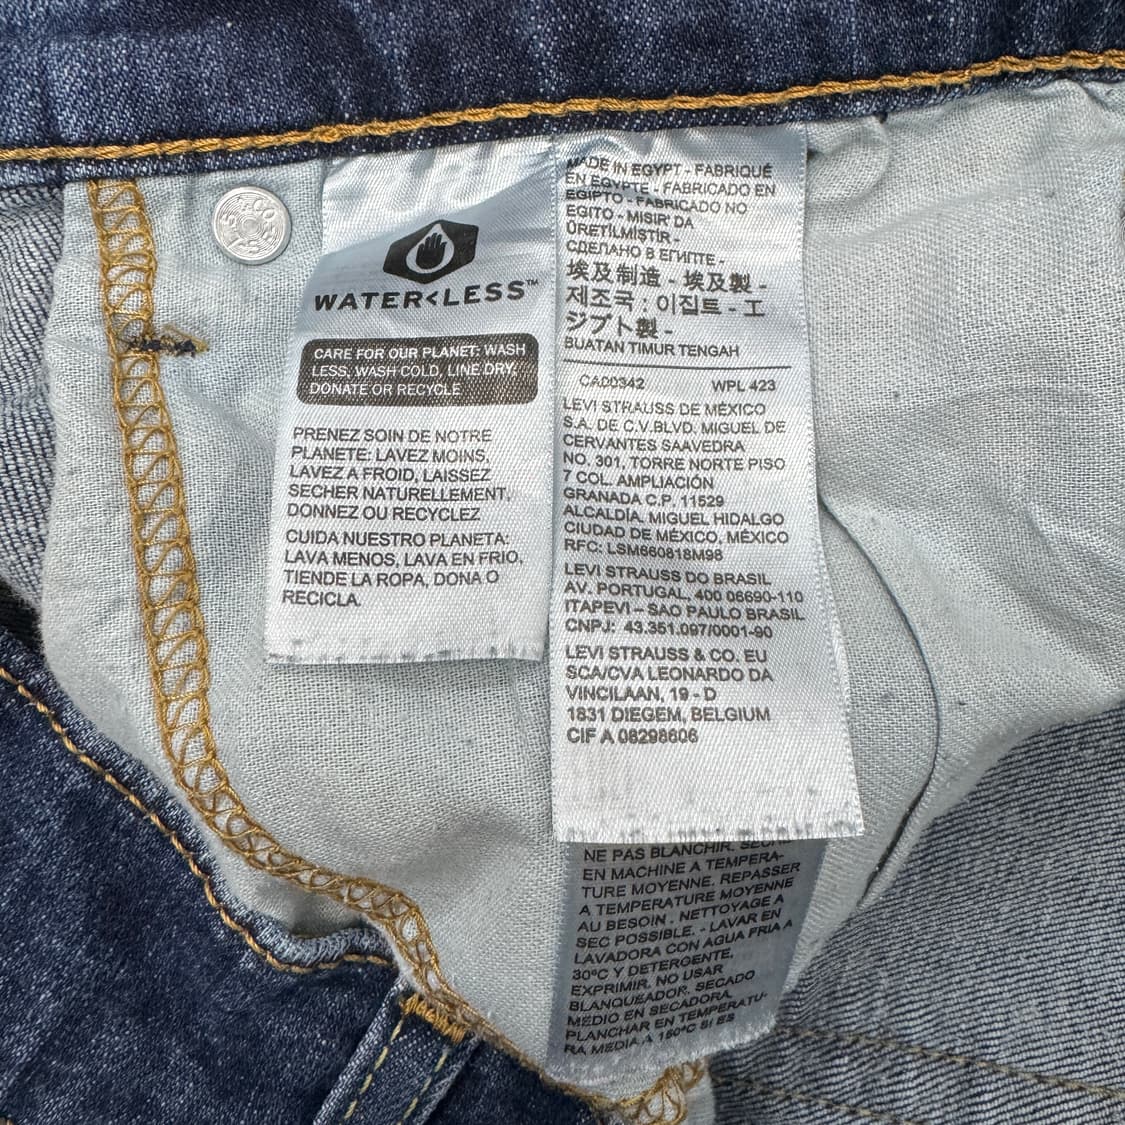 WATER<LESS™
CARE FOR OUR PLANET: WASH
LESS, WASH COLD, LINE DRY,
DONATE OR RECYCLE
PRENEZ SOIN DE NOTRE
PLANETE: LAVEZ MOINS,
LAVEZ A FROID, LAISSEZ
SECHER NATURELLEMENT,
DONNEZ OU RECYCLEZ
CUIDA NUESTRO PLANETA:
LAVA MENOS, LAVA EN FRIO,
TIENDE LA ROPA, DONA O
RECICLA.
MADE IN EGYPT - FABRIQUÉ
EN EGYPTE - FABRICADO EN
EGIPTO - FABRICADO NO
EGITO - MISIR' DA
ÜRETİLMİSTİR -
СДЕЛАНО В ЕГИПТЕ -
埃及制造 - 埃及製 -
제조국 : 이집트 - エ
ジプト製 -
BUATAN TIMUR TENGAH
CA00342 WPL 423
LEVI STRAUSS DE MÉXICO
S.A. DE C.V.BLVD. MIGUEL DE
CERVANTES SAAVEDRA
NO. 301, TORRE NORTE PISO
7 COL. AMPLIACIÓN
GRANADA C.P. 11529
ALCALDÍA. MIGUEL HIDALGO
CIUDAD DE MÉXICO, MÉXICO
RFC: LSM660818M98
LEVI STRAUSS DO BRASIL
AV. PORTUGAL, 400 06690-110
ITAPEVI – SAO PAULO BRASIL
CNPJ: 43.351.097/0001-90
LEVI STRAUSS & CO. EU
SCA/CVA LEONARDO DA
VINCILAAN, 19 - D
1831 DIEGEM, BELGIUM
CIF A 08298606
NE PAS BLANCHIR.
EN MACHINE A TEMPERA-
TURE MOYENNE. REPASSER
A TEMPERATURE MOYENNE
AU BESOIN . NETTOYAGE A
SEC POSSIBLE. - LAVAR EN
LAVADORA CON AGUA FRIA A
30ºC Y DETERGENTE.
EXPRIMIR. NO USAR
BLANQUEADOR. SECADO
MEDIO EN SECADORA.
PLANCHAR EN TEMPERATU-
RA MEDIA A 150ºC SI ES